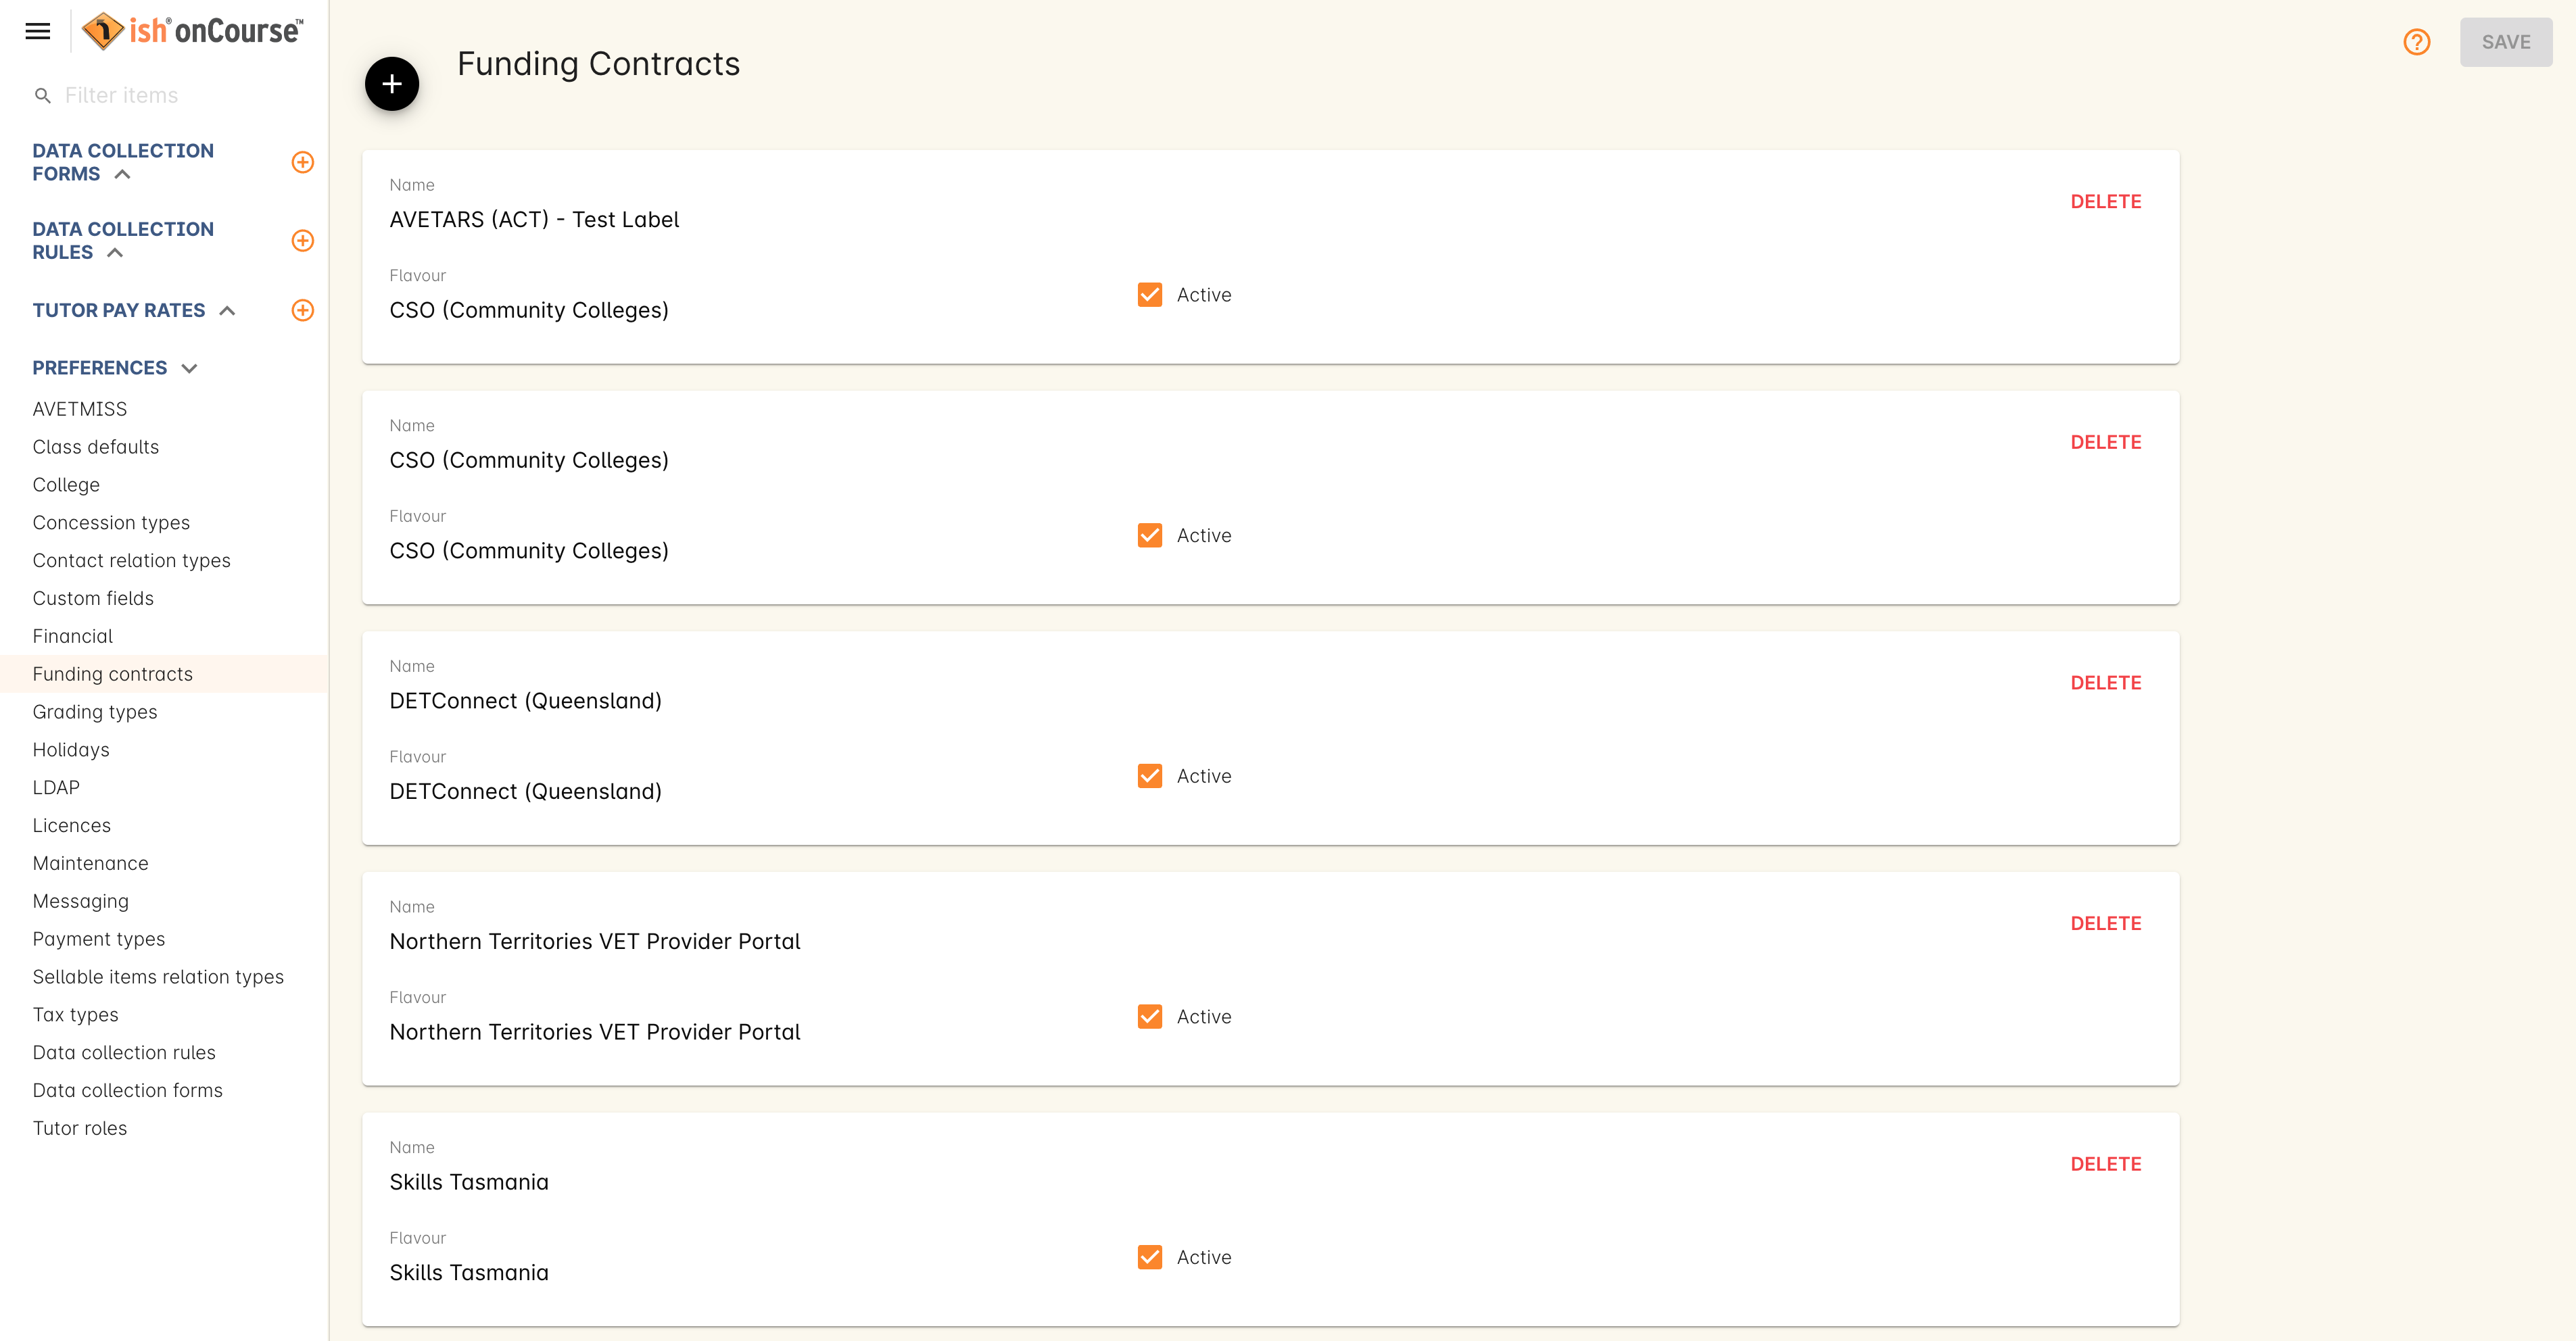 ish® onCourse™
Filter items
DATA COLLECTION
FORMS
DATA COLLECTION
RULES
TUTOR PAY RATES
PREFERENCES
AVETMISS
Class defaults
College
Concession types
Contact relation types
Custom fields
Financial
Funding contracts
Grading types
Holidays
LDAP
Licences
Maintenance
Messaging
Payment types
Sellable items relation types
Tax types
Data collection rules
Data collection forms
Tutor roles
Funding Contracts
SAVE
Name
AVETARS (ACT) - Test Label
DELETE
Flavour
CSO (Community Colleges)
Active
Name
CSO (Community Colleges)
DELETE
Flavour
CSO (Community Colleges)
Active
Name
DETConnect (Queensland)
DELETE
Flavour
DETConnect (Queensland)
Active
Name
Northern Territories VET Provider Portal
DELETE
Flavour
Northern Territories VET Provider Portal
Active
Name
Skills Tasmania
DELETE
Flavour
Skills Tasmania
Active